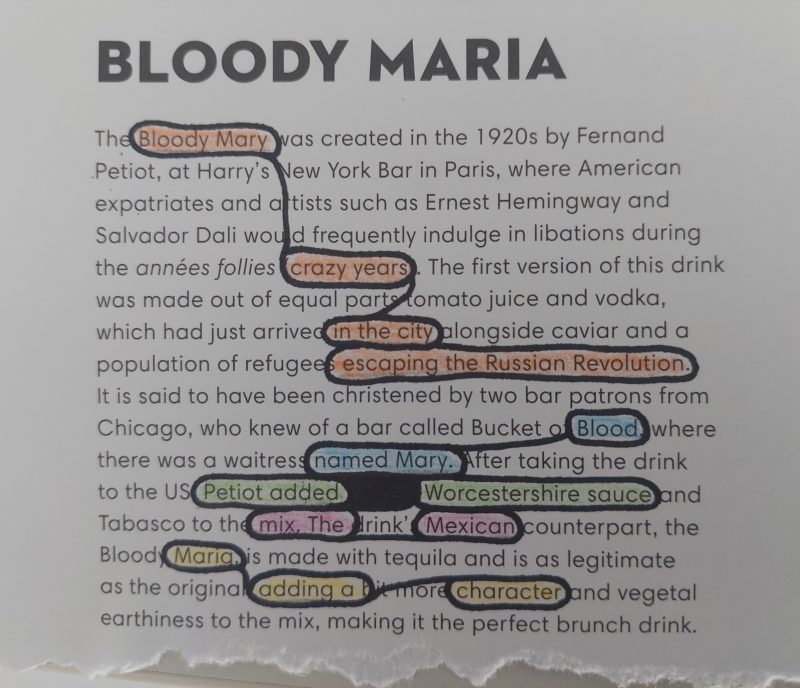 BLOODY MARIA
The Bloody Mary was created in the 1920s by Fernand
Petiot, at Harry's New York Bar in Paris, where American
expatriates and artists such as Ernest Hemingway and
Salvador Dali would frequently indulge in libations during
the années follies crazy years. The first version of this drink
was made out of equal parts tomato juice and vodka,
which had just arrived in the city alongside caviar and a
population of refugees escaping the Russian Revolution.
It is said to have been christened by two bar patrons from
Chicago, who knew of a bar called Bucket of Blood, where
there was a waitress named Mary. After taking the drink
to the US Petiot added Worcestershire sauce and
Tabasco to the mix. The drink's Mexican counterpart, the
Bloody Maria, is made with tequila and is as legitimate
as the original, adding a bit more character and vegetal
earthiness to the mix, making it the perfect brunch drink.